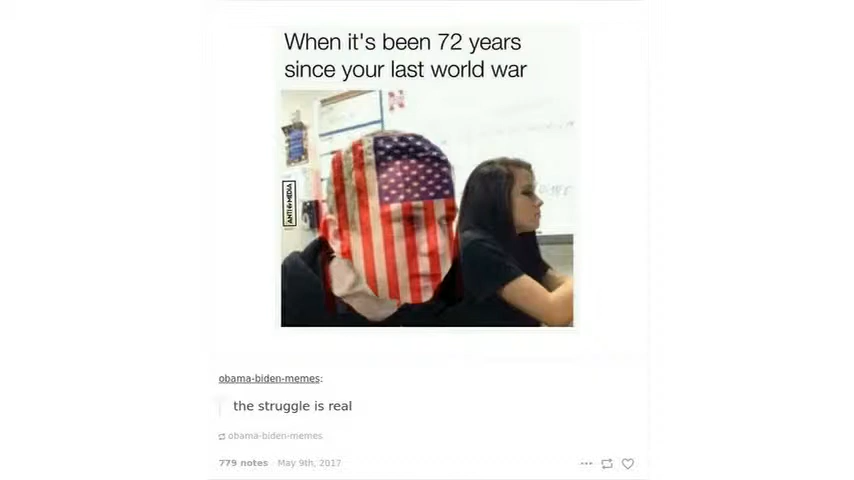 When it's been 72 years
since your last world war
ANTI MEDIA
obama-biden-memes:
the struggle is real
obama-biden-memes
779 notes · May 9th, 2017